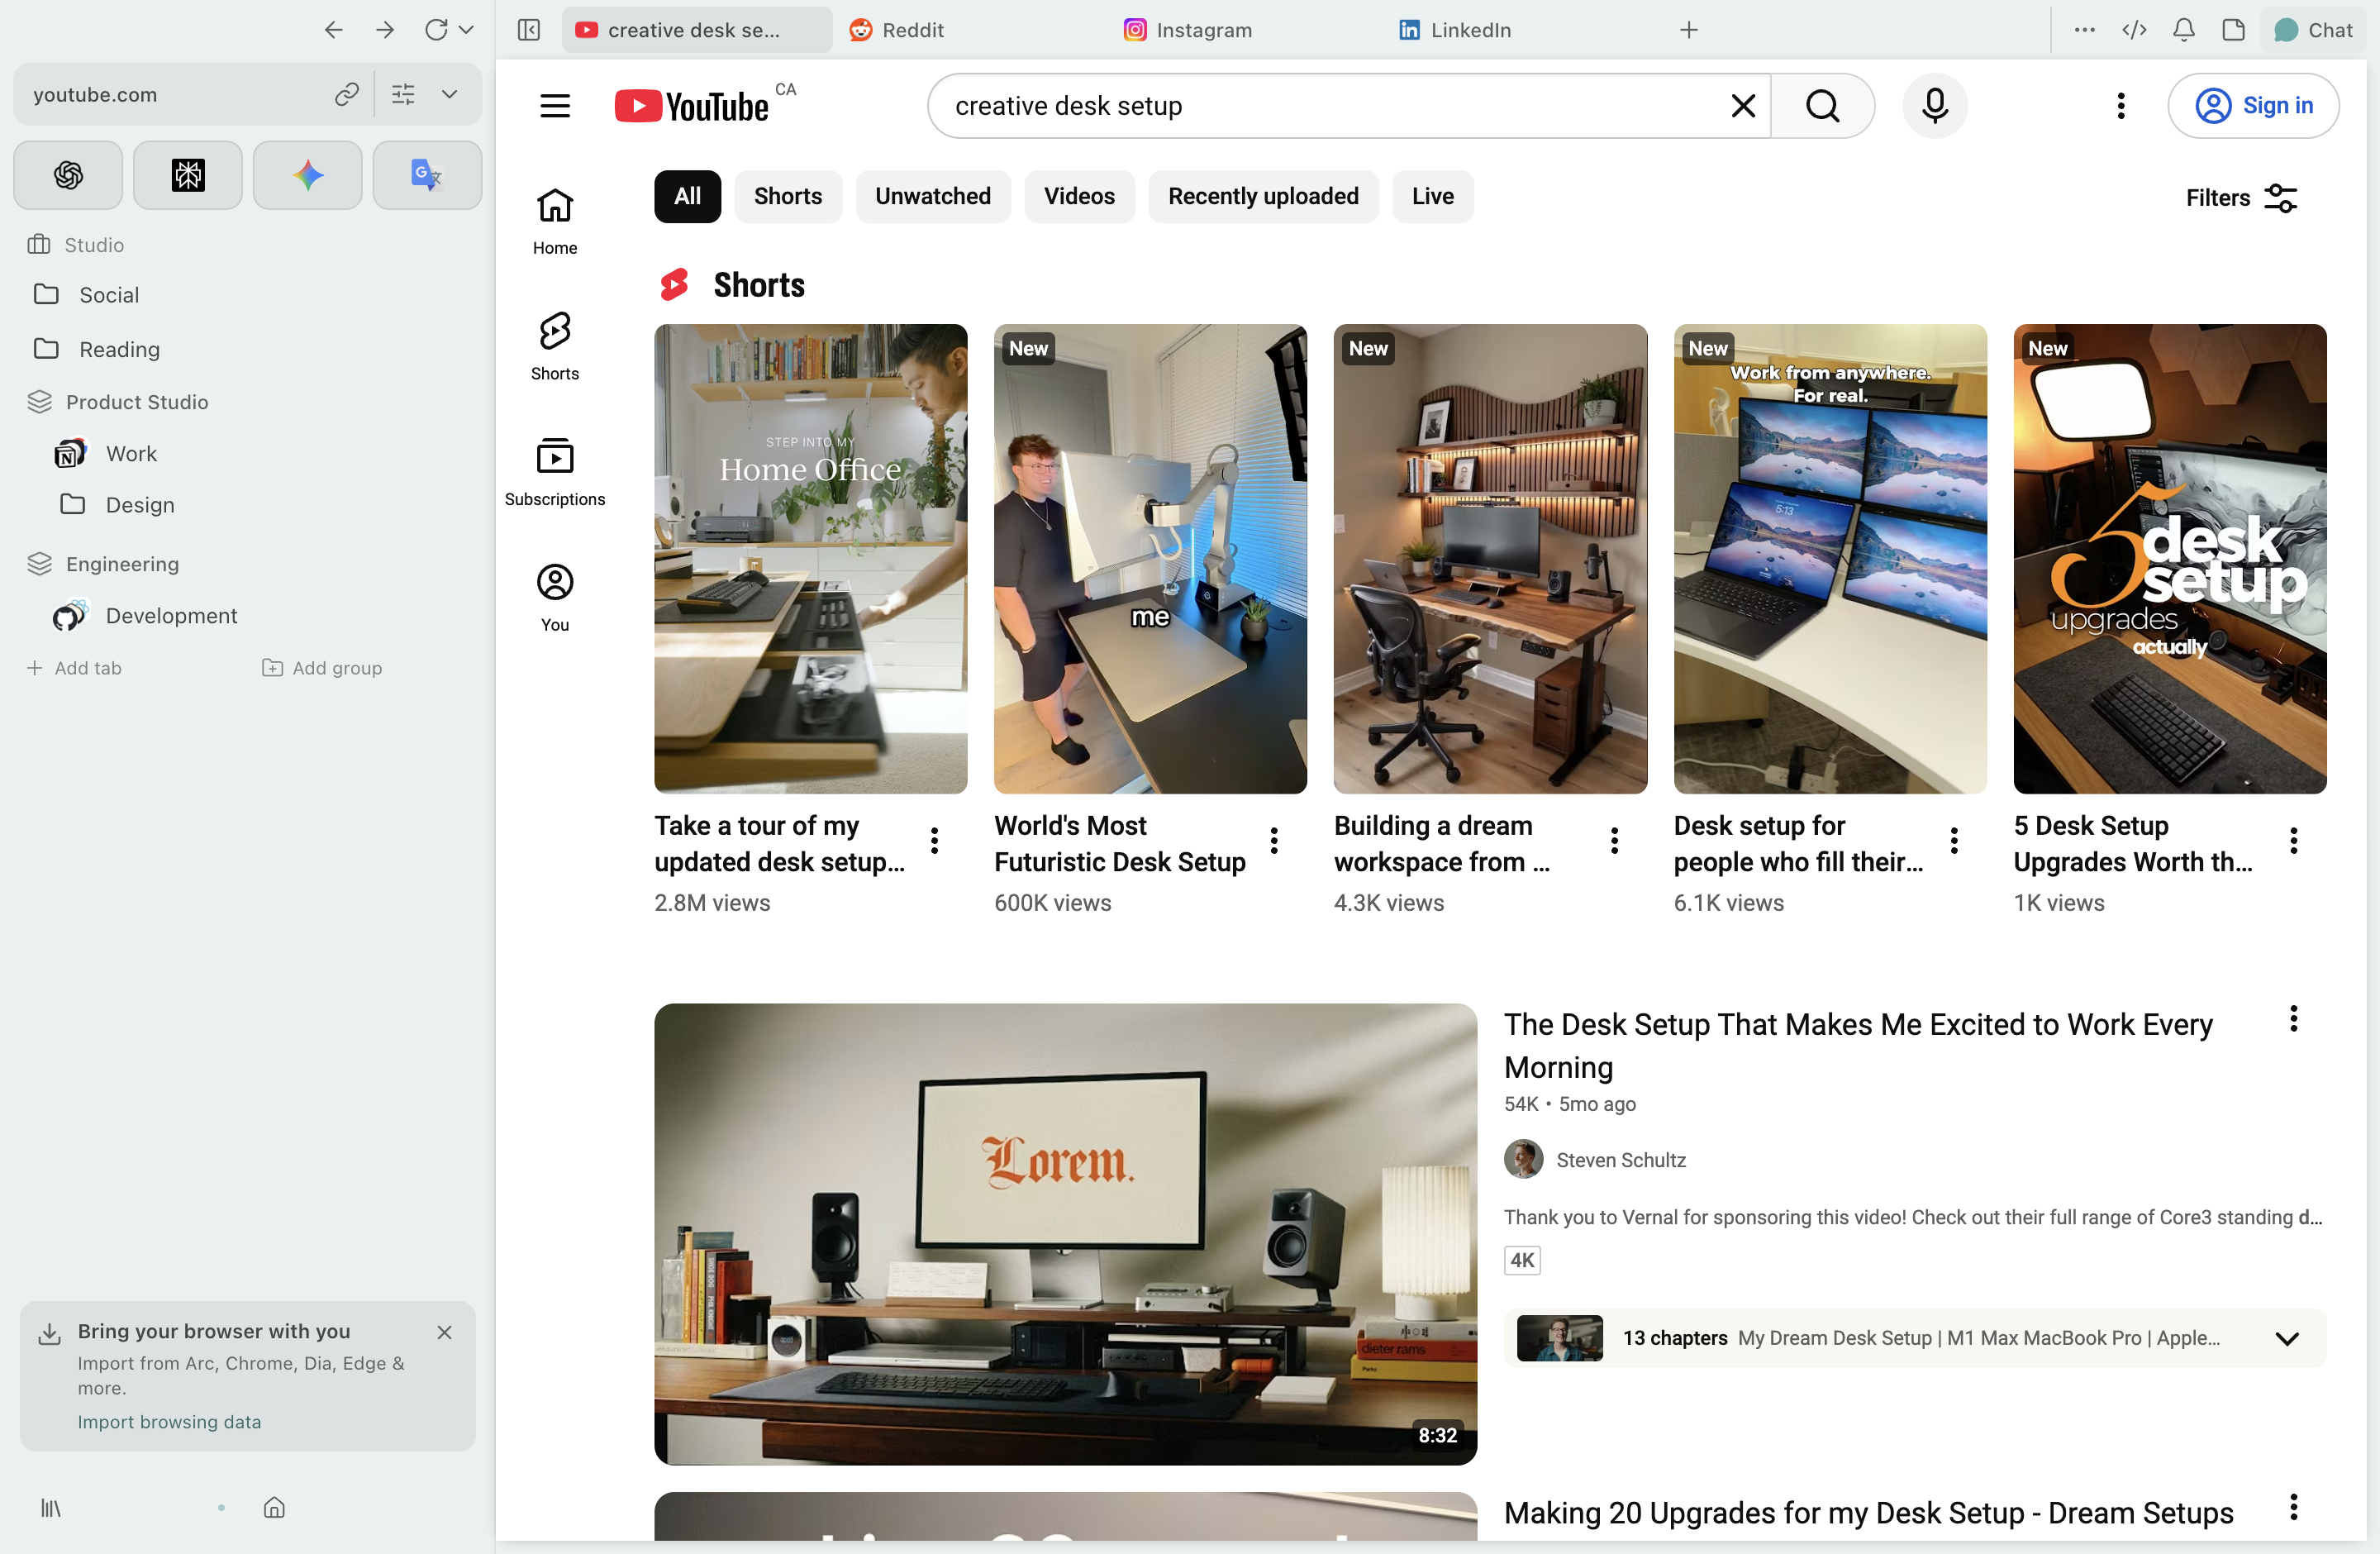 creative desk se...
Reddit
Instagram
LinkedIn
Chat
youtube.com
Studio
Social
Reading
Product Studio
Work
Design
Engineering
Development
Add tab
Add group
Bring your browser with you
Import from Arc, Chrome, Dia, Edge &
more.
Import browsing data
YouTube
CA
creative desk setup
Sign in
Home
Shorts
Subscriptions
You
All
Shorts
Unwatched
Videos
Recently uploaded
Live
Filters
Shorts
STEP INTO MY
Home Office
New
me
New
New
Work from anywhere.
For real.
5:13
New
5 desk
setup
upgrades
actually
Take a tour of my
updated desk setup...
2.8M views
World's Most
Futuristic Desk Setup
600K views
Building a dream
workspace from ...
4.3K views
Desk setup for
people who fill their...
6.1K views
5 Desk Setup
Upgrades Worth th...
1K views
Lorem.
dieter rams
Parks
8:32
The Desk Setup That Makes Me Excited to Work Every
Morning
54K • 5mo ago
Steven Schultz
Thank you to Vernal for sponsoring this video! Check out their full range of Core3 standing d...
4K
13 chapters My Dream Desk Setup | M1 Max MacBook Pro | Apple...
Making 20 Upgrades for my Desk Setup - Dream Setups